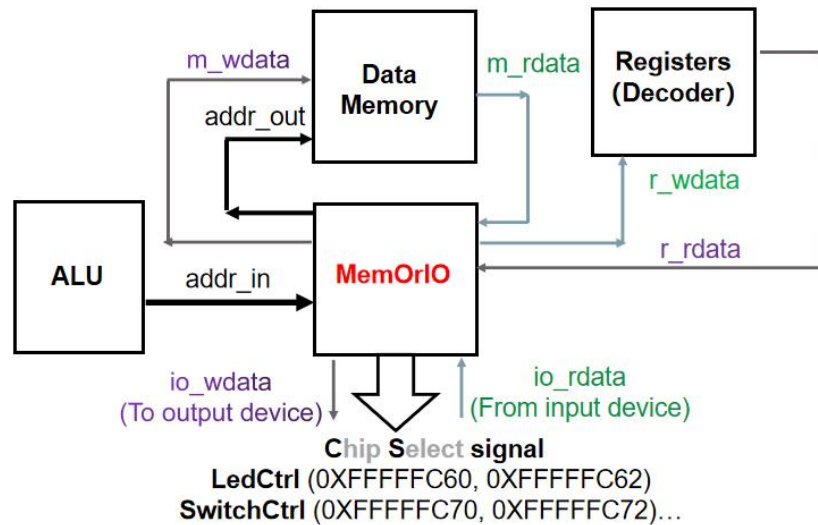 m_wdata
Data
Memory
m_rdata
Registers
(Decoder)
addr_out
r_wdata
ALU
addr_in
MemOrIO
r_rdata
io_wdata
(To output device)
io_rdata
(From input device)
Chip Select signal
LedCtrl (0XFFFFFC60, 0XFFFFFC62)
SwitchCtrl (0XFFFFFC70, 0XFFFFFC72)...